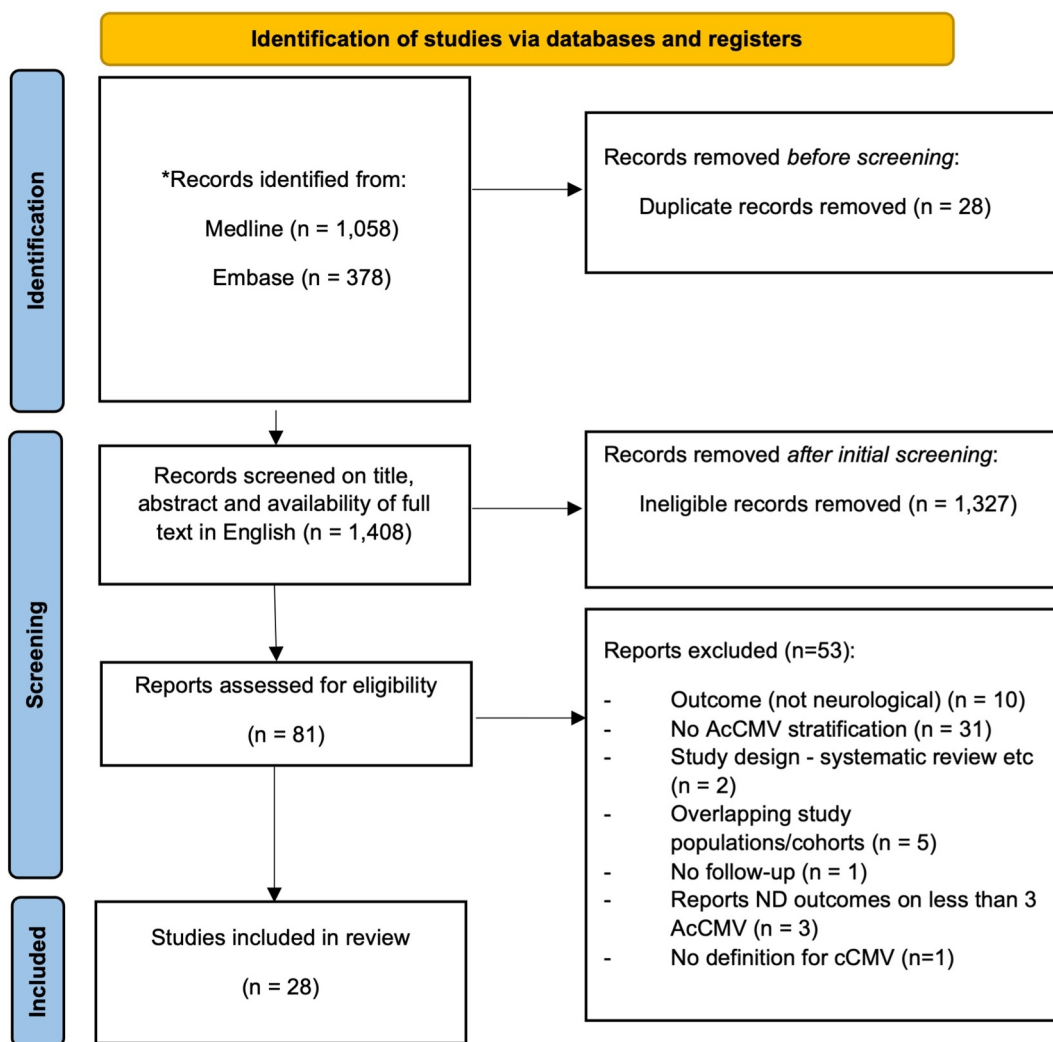 Identification of studies via databases and registers
Identification
*Records identified from:
Medline (n = 1,058)
Embase (n = 378)
Records removed before screening:
Duplicate records removed (n = 28)
Screening
Records screened on title,
abstract and availability of full
text in English (n = 1,408)
Records removed after initial screening:
Ineligible records removed (n = 1,327)
Reports assessed for eligibility
(n = 81)
Reports excluded (n=53):
- Outcome (not neurological) (n = 10)
- No AcCMV stratification (n = 31)
- Study design - systematic review etc
(n = 2)
- Overlapping study
populations/cohorts (n = 5)
- No follow-up (n = 1)
- Reports ND outcomes on less than 3
AcCMV (n = 3)
- No definition for cCMV (n=1)
Included
Studies included in review
(n = 28)